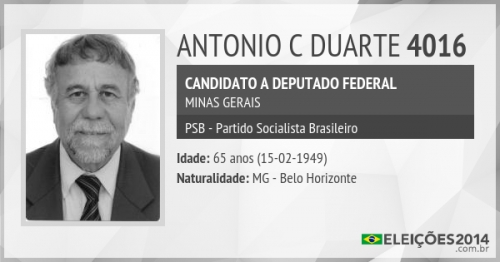 ANTONIO C DUARTE 4016
CANDIDATO A DEPUTADO FEDERAL
MINAS GERAIS
PSB - Partido Socialista Brasileiro
Idade: 65 anos (15-02-1949)
Naturalidade: MG - Belo Horizonte
ELEIÇÕES2014
.com.br